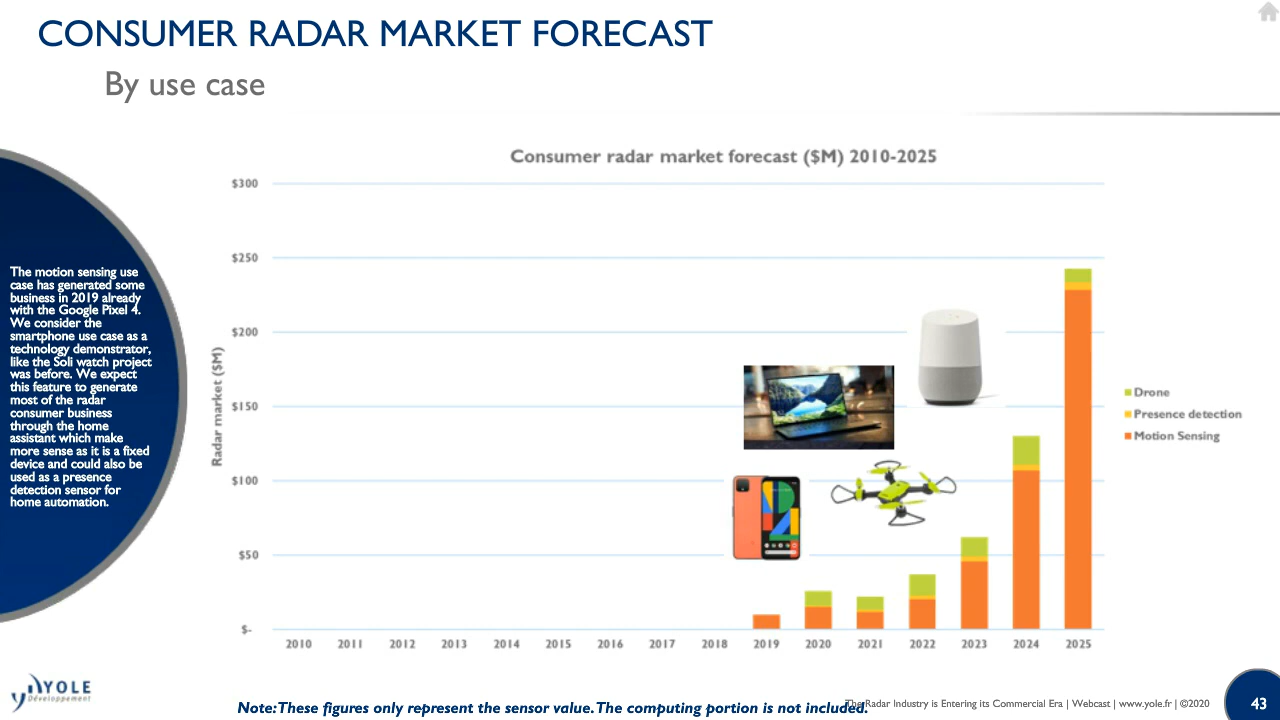 CONSUMER RADAR MARKET FORECAST
By use case
Consumer radar market forecast ($M) 2010-2025
The motion sensing use
case has generated some
business in 2019 already
with the Google Pixel 4.
We consider the
smartphone use case as a
technology demonstrator,
like the Soli watch project
was before. We expect
this feature to generate
most of the radar
consumer business
through the home
assistant which make
more sense as it is a fixed
device and could also be
used as a presence
detection sensor for
home automation.
Radar market ($M)
$300
$250
$200
$150
$100
$50
$-
2010 2011 2012 2013 2014 2015 2016 2017 2018 2019 2020 2021 2022 2023 2024 2025
Drone
Presence detection
Motion Sensing
YOLE
Développement
Note: These figures only represent the sensor value. The computing portion is not included.
The Radar Industry is Entering its Commercial Era | Webcast | www.yole.fr | ©2020
43